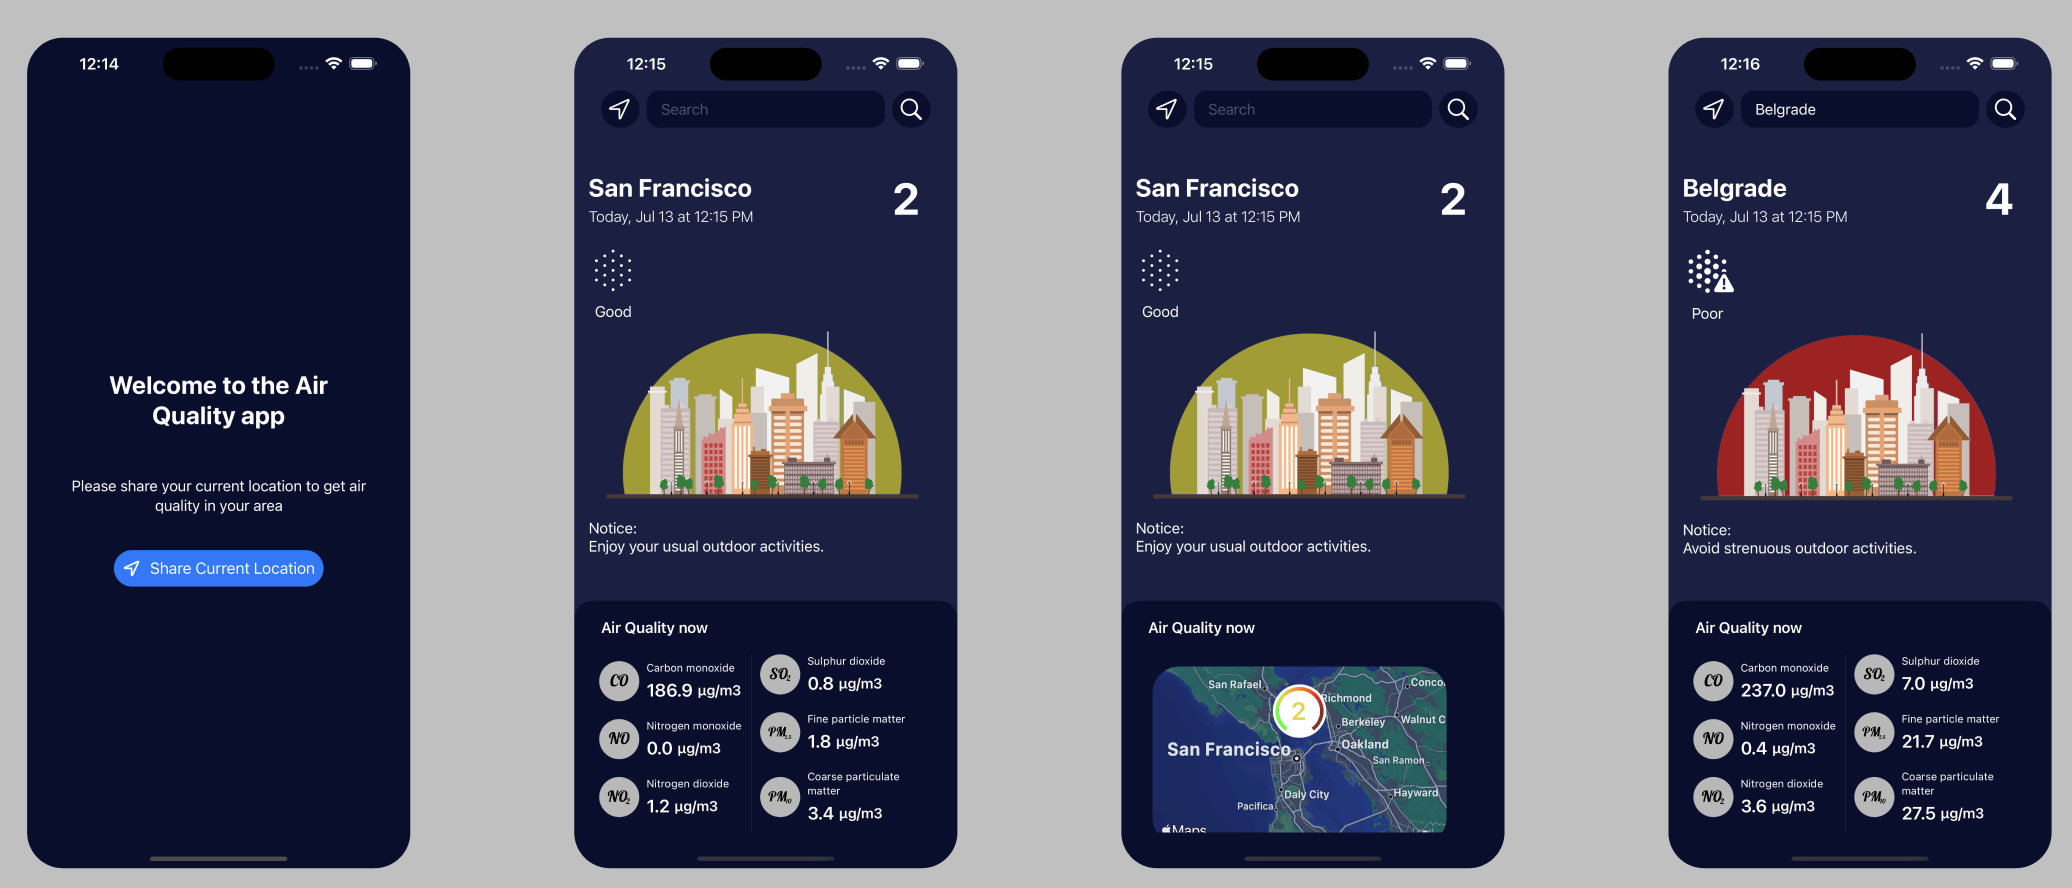 12:14
Welcome to the Air
Quality app
Please share your current location to get air
quality in your area
Share Current Location
12:15
Search
San Francisco
2
Today, Jul 13 at 12:15 PM
Good
Notice:
Enjoy your usual outdoor activities.
Air Quality now
CO
Carbon monoxide
186.9 µg/m3
NO
Nitrogen monoxide
0.0 µg/m3
NO2
Nitrogen dioxide
1.2 µg/m3
SO2
Sulphur dioxide
0.8 µg/m3
PM2.5
Fine particle matter
1.8 µg/m3
PM10
Coarse particulate
matter
3.4 µg/m3
12:15
Search
San Francisco
2
Today, Jul 13 at 12:15 PM
Good
Notice:
Enjoy your usual outdoor activities.
Air Quality now
San Rafael
Conco
Richmond
2
Berkeley
Walnut C
San Francisco
Oakland
San Ramon
Daly City
Hayward
Pacifica
Maps
12:16
Belgrade
Belgrade
4
Today, Jul 13 at 12:15 PM
Poor
Notice:
Avoid strenuous outdoor activities.
Air Quality now
CO
Carbon monoxide
237.0 µg/m3
NO
Nitrogen monoxide
0.4 µg/m3
NO2
Nitrogen dioxide
3.6 µg/m3
SO2
Sulphur dioxide
7.0 µg/m3
PM2.5
Fine particle matter
21.7 µg/m3
PM10
Coarse particulate
matter
27.5 µg/m3